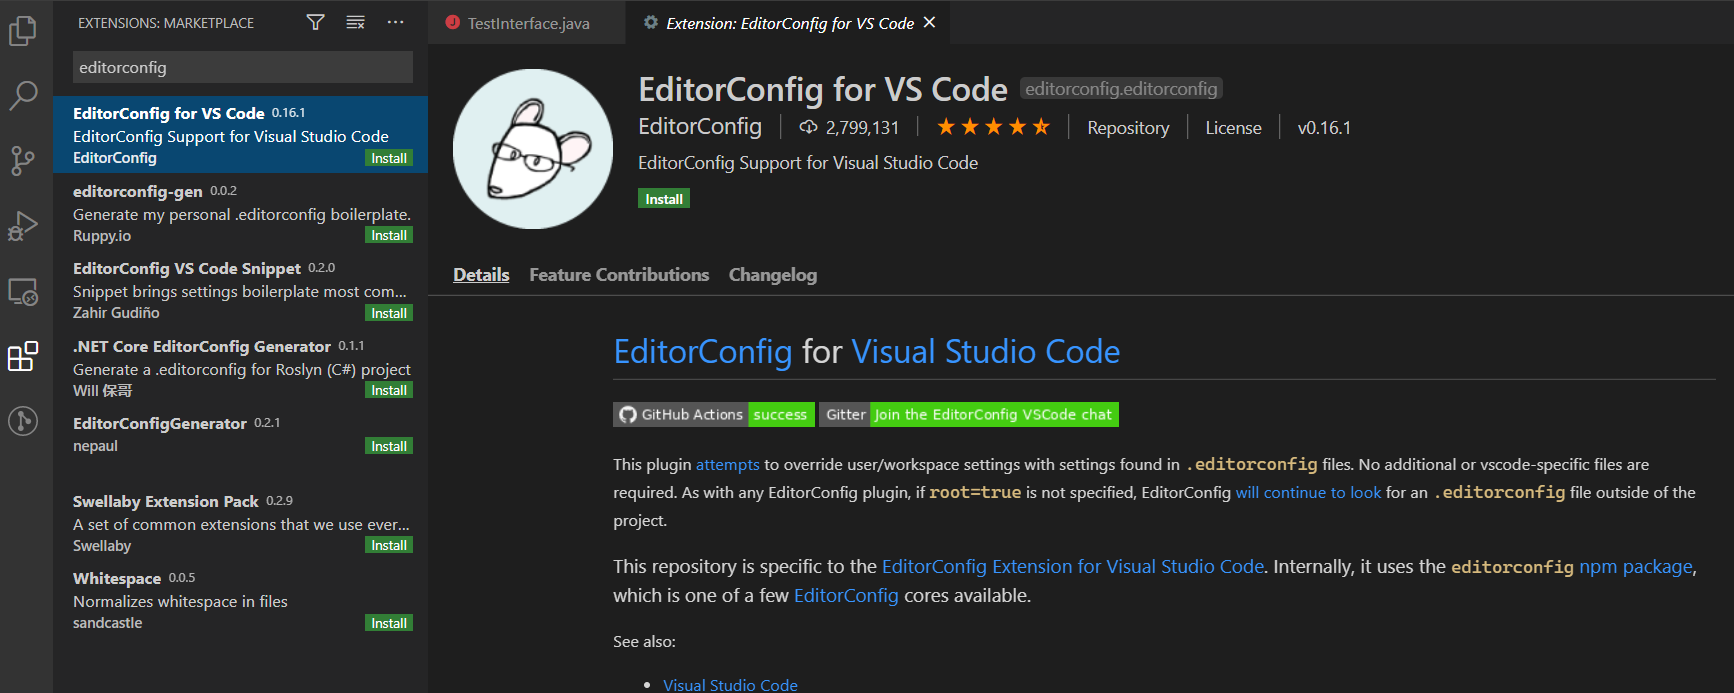 EXTENSIONS: MARKETPLACE
editorconfig
EditorConfig for VS Code 0.16.1
EditorConfig Support for Visual Studio Code
EditorConfig
Install
editorconfig-gen 0.0.2
Generate my personal .editorconfig boilerplate.
Ruppy.io
Install
EditorConfig VS Code Snippet 0.2.0
Snippet brings settings boilerplate most com...
Zahir Gudiño
Install
.NET Core EditorConfig Generator 0.1.1
Generate a .editorconfig for Roslyn (C#) project
Will 保哥
Install
EditorConfigGenerator 0.2.1
nepaul
Install
Swellaby Extension Pack 0.2.9
A set of common extensions that we use ever...
Swellaby
Install
Whitespace 0.0.5
Normalizes whitespace in files
sandcastle
Install
TestInterface.java
Extension: EditorConfig for VS Code
EditorConfig for VS Code editorconfig.editorconfig
EditorConfig 2,799,131 Repository License v0.16.1
EditorConfig Support for Visual Studio Code
Install
Details Feature Contributions Changelog
EditorConfig for Visual Studio Code
GitHub Actions success Gitter Join the EditorConfig VSCode chat
This plugin attempts to override user/workspace settings with settings found in .editorconfig files. No additional or vscode-specific files are
required. As with any EditorConfig plugin, if root=true is not specified, EditorConfig will continue to look for an .editorconfig file outside of the
project.
This repository is specific to the EditorConfig Extension for Visual Studio Code. Internally, it uses the editorconfig npm package,
which is one of a few EditorConfig cores available.
See also:
• Visual Studio Code